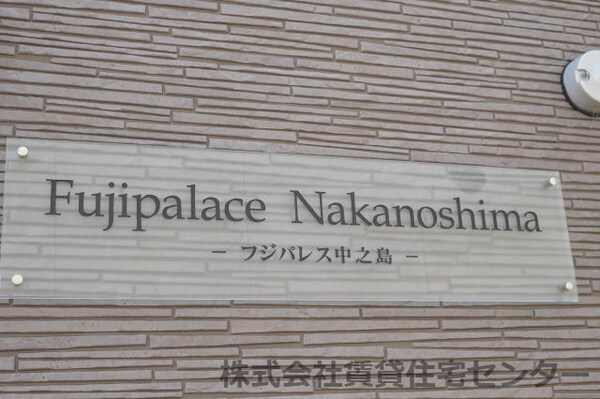 Fujipalace Nakanoshima
− フジパレス中之島 −
株式会社賃貸住宅センター